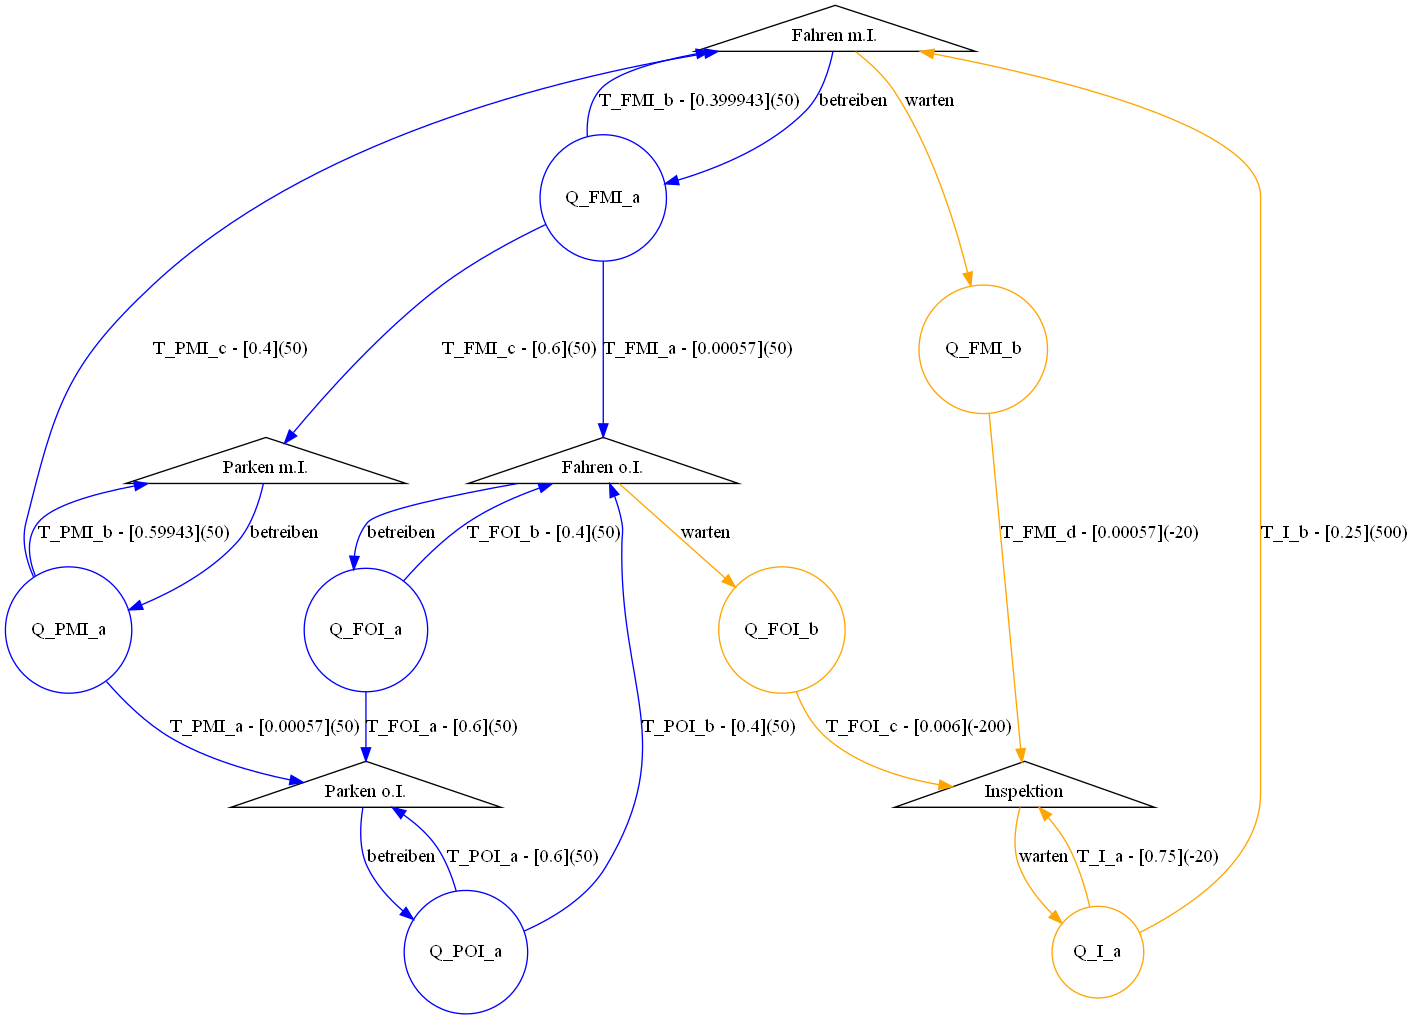 Fahren m.I.
T_FMI_b - [0.399943](50)
betreiben
warten
Q_FMI_a
T_PMI_c - [0.4](50)
T_FMI_c - [0.6](50)
T_FMI_a - [0.00057](50)
Q_FMI_b
Parken m.I.
Fahren o.I.
T_PMI_b - [0.59943](50)
betreiben
betreiben
T_FOI_b - [0.4](50)
warten
T_FMI_d - [0.00057](-20)
T_I_b - [0.25](500)
Q_PMI_a
Q_FOI_a
Q_FOI_b
T_PMI_a - [0.00057](50)
T_FOI_a - [0.6](50)
T_POI_b - [0.4](50)
T_FOI_c - [0.006](-200)
Parken o.I.
Inspektion
betreiben
T_POI_a - [0.6](50)
warten
T_I_a - [0.75](-20)
Q_POI_a
Q_I_a